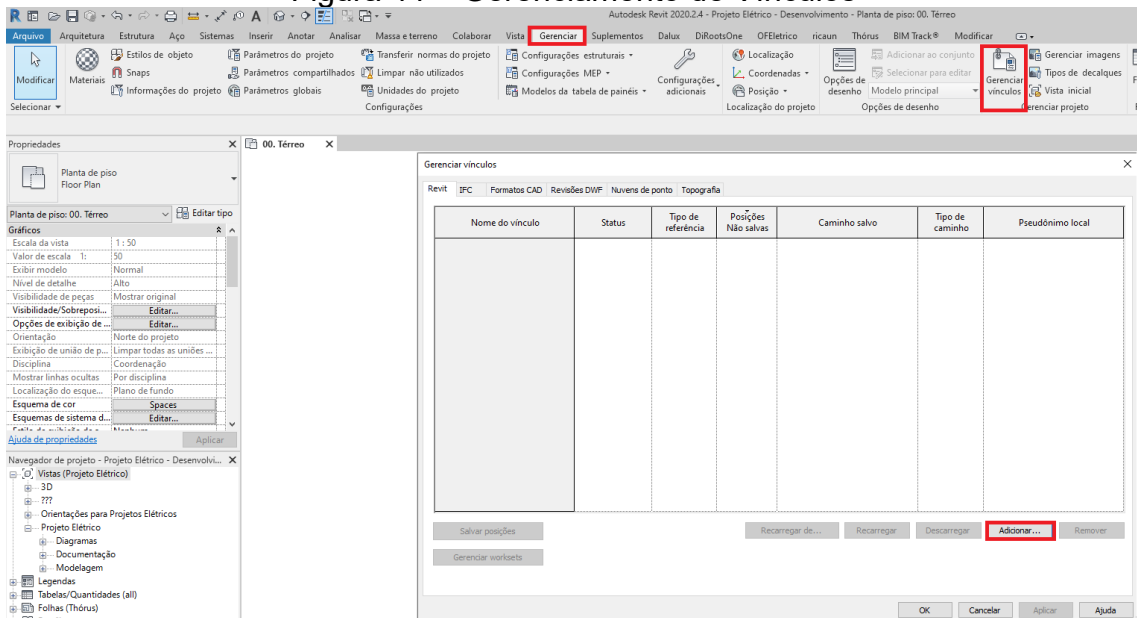 Autodesk Revit 2020.2.4 - Projeto Elétrico - Desenvolvimento - Planta de piso: 00. Térreo
Arquivo Arquitetura Estrutura Aço Sistemas Inserir Anotar Analisar Massa e terreno Colaborar Vista Gerenciar Suplementos Dalux DiRootsOne OFEletrico ricaun Thórus BIM Track® Modificar
Modificar
Materiais
Estilos de objeto
Snaps
Informações do projeto
Parâmetros do projeto
Parâmetros compartilhados
Parâmetros globais
Transferir normas do projeto
Limpar não utilizados
Unidades do projeto
Configurações estruturais
Configurações MEP
Modelos da tabela de painéis
Configurações adicionais
Localização
Coordenadas
Posição
Opções de desenho
Adicionar ao conjunto
Selecionar para editar
Modelo principal
Gerenciar vínculos
Gerenciar imagens
Tipos de decalques
Vista inicial
Selecionar Configurações Localização do projeto Opções de desenho Gerenciar projeto
Propriedades X
00. Térreo X
Planta de piso
Floor Plan
Planta de piso: 00. Térreo Editar tipo
Gráficos
Escala da vista 1 : 50
Valor de escala 1: 50
Exibir modelo Normal
Nível de detalhe Alto
Visibilidade de peças Mostrar original
Visibilidade/Sobreposi... Editar...
Opções de exibição de ... Editar...
Orientação Norte do projeto
Exibição de união de p... Limpar todas as uniões ...
Disciplina Coordenação
Mostrar linhas ocultas Por disciplina
Localização do esque... Plano de fundo
Esquema de cor Spaces
Esquemas de sistema d... Editar...
Ajuda de propriedades Aplicar
Navegador de projeto - Projeto Elétrico - Desenvolvi... X
Vistas (Projeto Elétrico)
3D
???
Orientações para Projetos Elétricos
Projeto Elétrico
Diagramas
Documentação
Modelagem
Legendas
Tabelas/Quantidades (all)
Folhas (Thórus)
Gerenciar vínculos
Revit IFC Formatos CAD Revisões DWF Nuvens de ponto Topografia
Nome do vínculo
Status
Tipo de referência
Posições Não salvas
Caminho salvo
Tipo de caminho
Pseudônimo local
Salvar posições Recarregar de... Recarregar Descarregar Adicionar... Remover
Gerenciar worksets
OK Cancelar Aplicar Ajuda